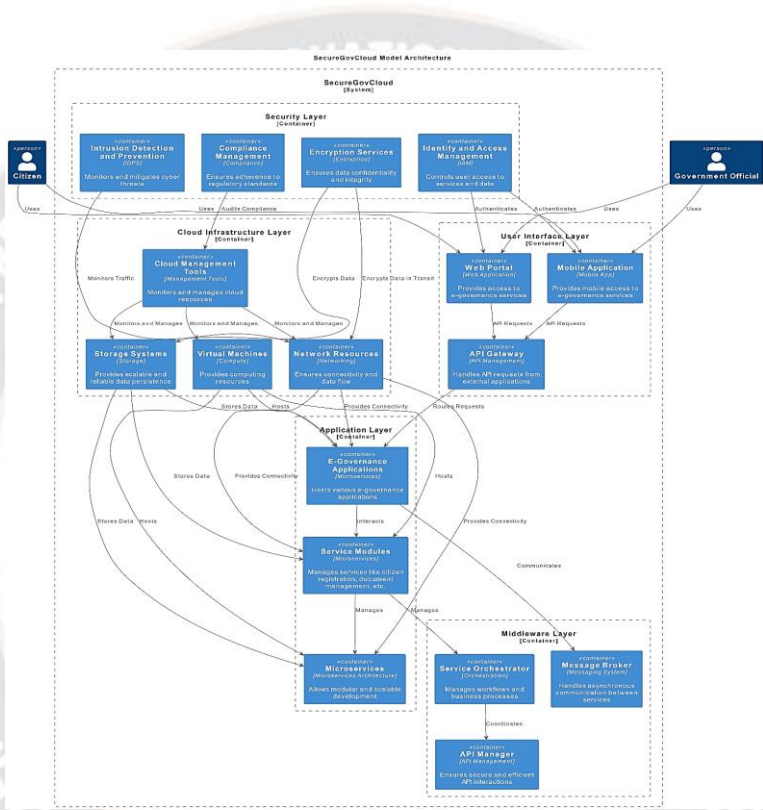 SecureGovCloud Model Architecture
SecureGovCloud
[System]
Security Layer
[Container]
«person»
Citizen
«container»
Intrusion Detection
and Prevention
[IDPS]
Monitors and mitigates cyber
threats
«container»
Compliance
Management
[Compliance]
Ensures adherence to
regulatory standards
«container»
Encryption Services
[Encryption]
Ensures data confidentiality
and integrity
«container»
Identity and Access
Management
[IAM]
Controls user access to
services and data
«person»
Government Official
Uses
Uses
Audits Compliance
Authenticates
Authenticates
Uses
Uses
Cloud Infrastructure Layer
[Container]
User Interface Layer
[Container]
«container»
Cloud Management
Tools
[Management Tools]
Monitors and manages cloud
resources
«container»
Web Portal
[Web Application]
Provides access to
e-governance services
«container»
Mobile Application
[Mobile App]
Provides mobile access to
e-governance services
Monitors Traffic
Encrypts Data
Encrypts Data in Transit
Monitors and Manages
Monitors and Manages
Monitors and Manages
API Requests
API Requests
«container»
Storage Systems
[Storage]
Provides scalable and
reliable data persistence
«container»
Virtual Machines
[Compute]
Provides computing
resources
«container»
Network Resources
[Networking]
Ensures connectivity and
data flow
«container»
API Gateway
[API Management]
Handles API requests from
external applications
Stores Data
Hosts
Provides Connectivity
Routes Requests
Application Layer
[Container]
«container»
E-Governance
Applications
[Microservices]
Hosts various e-governance
applications
Stores Data
Provides Connectivity
Hosts
Stores Data
Hosts
Interacts
Provides Connectivity
«container»
Service Modules
[Microservices]
Manages services like citizen
registration, document
management, etc.
Communicates
Manages
Manages
Middleware Layer
[Container]
«container»
Microservices
[Microservices Architecture]
Allows modular and scalable
development
«container»
Service Orchestrator
[Orchestration]
Manages workflows and
business processes
«container»
Message Broker
[Messaging System]
Handles asynchronous
communication between
services
Coordinates
«container»
API Manager
[API Management]
Ensures secure and efficient
API interactions